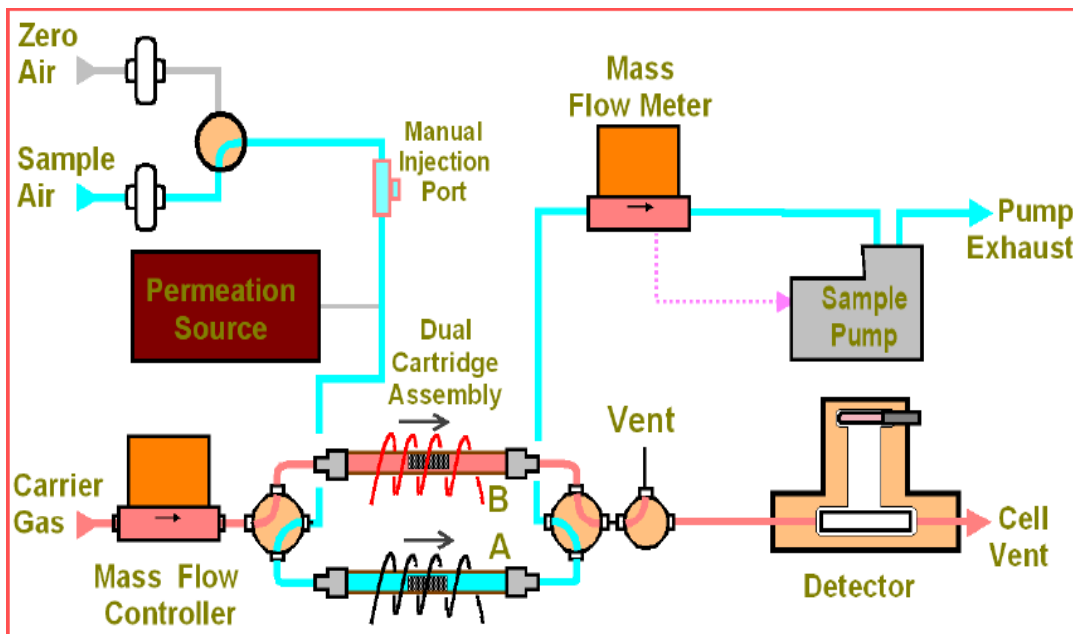 Zero
Air
Sample
Air
Manual
Injection
Port
Mass
Flow Meter
Pump
Exhaust
Permeation
Source
Sample
Pump
Dual
Cartridge
Assembly
Vent
Carrier
Gas
B
A
Mass Flow
Controller
Detector
Cell
Vent